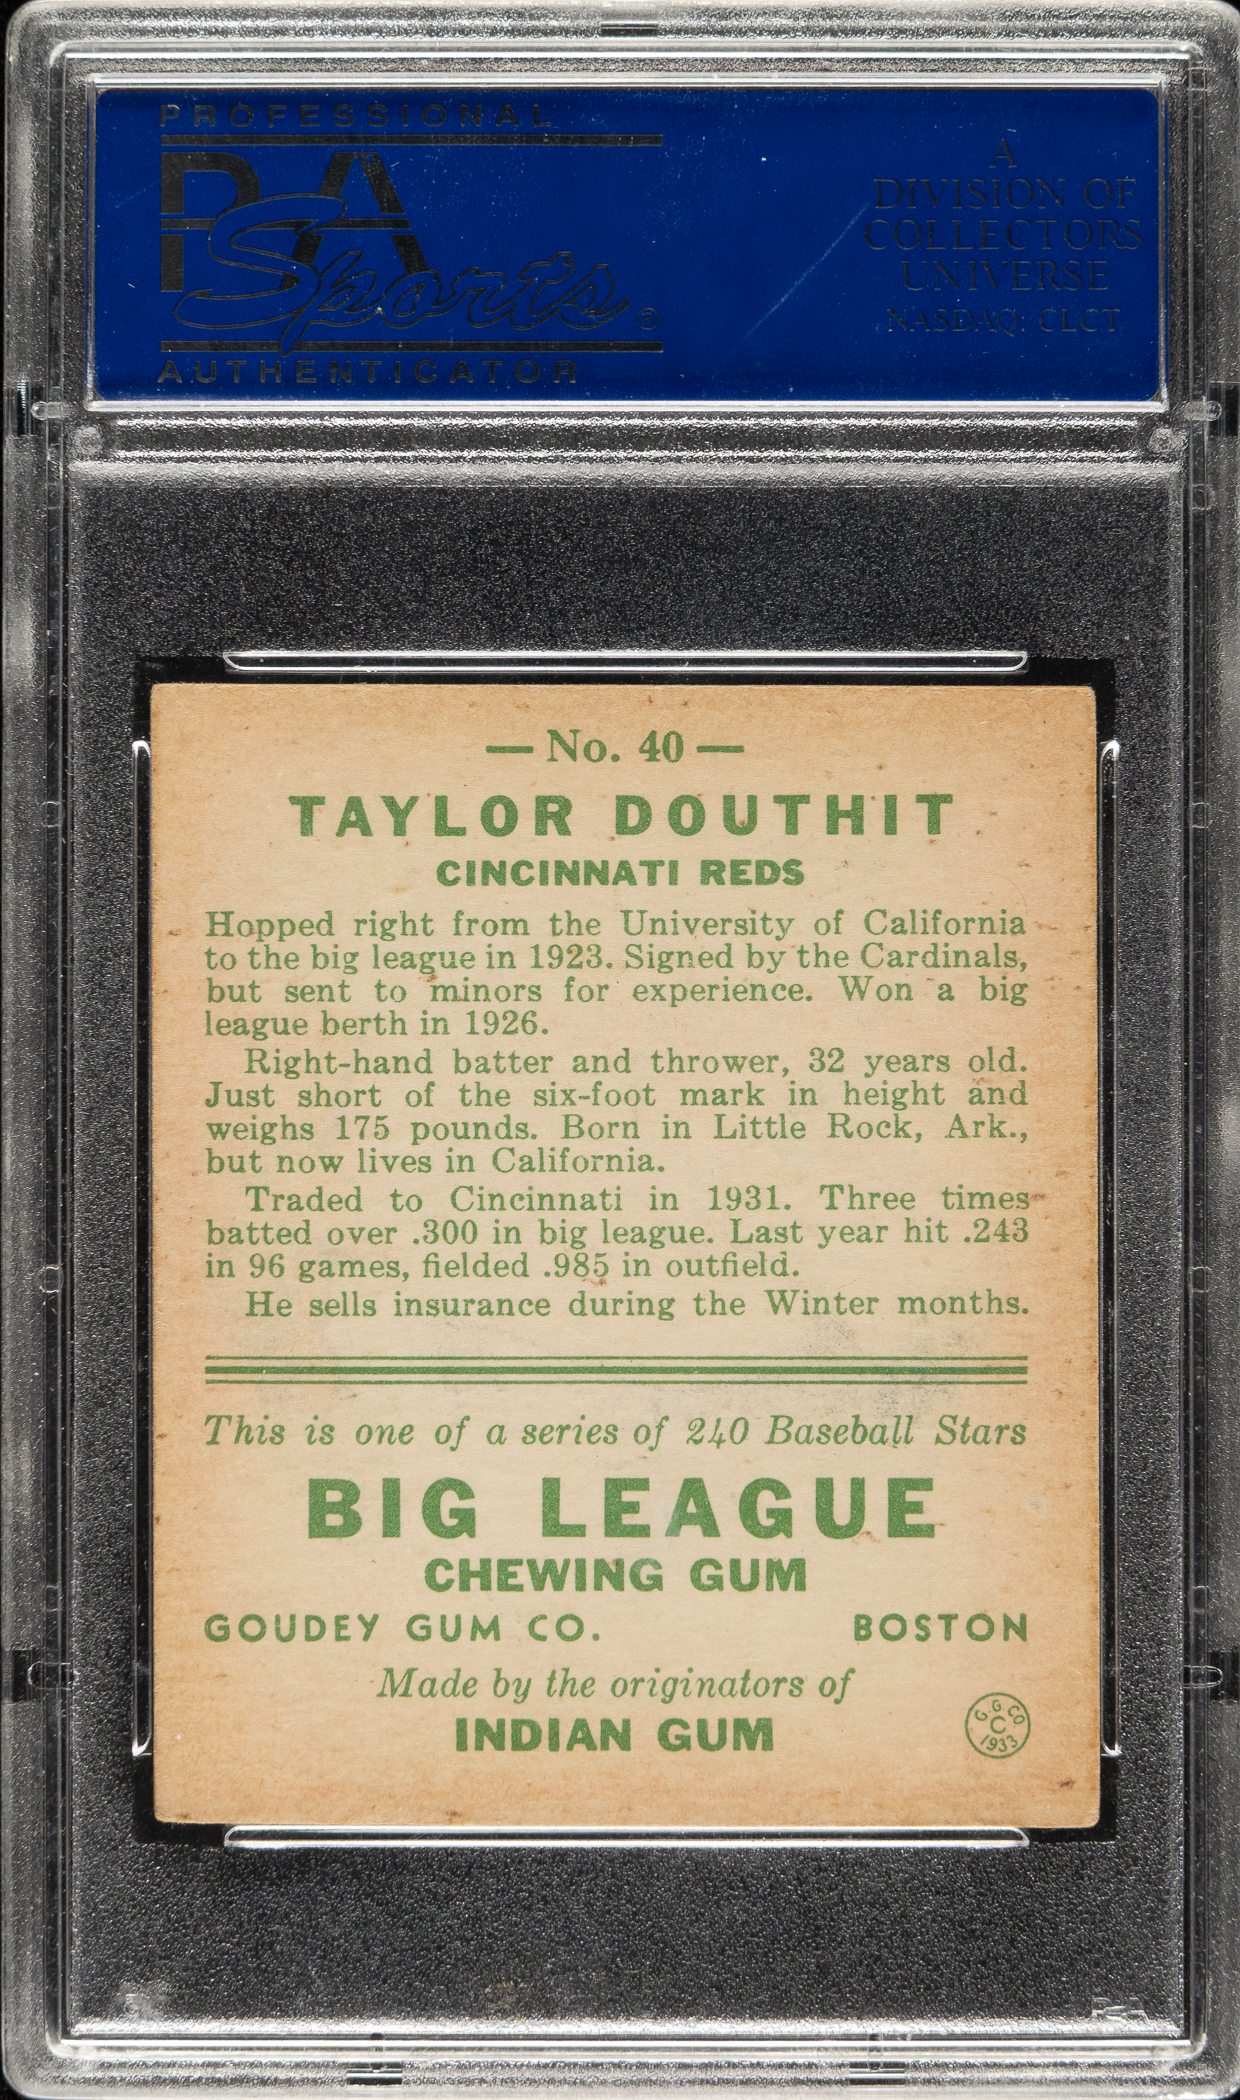 PROFESSIONAL
PSA
Sports®
AUTHENTICATOR
A
DIVISION OF
COLLECTORS
UNIVERSE
NASDAQ: CLCT
— No. 40 —
TAYLOR DOUTHIT
CINCINNATI REDS
Hopped right from the University of California
to the big league in 1923. Signed by the Cardinals,
but sent to minors for experience. Won a big
league berth in 1926.
Right-hand batter and thrower, 32 years old.
Just short of the six-foot mark in height and
weighs 175 pounds. Born in Little Rock, Ark.,
but now lives in California.
Traded to Cincinnati in 1931. Three times
batted over .300 in big league. Last year hit .243
in 96 games, fielded .985 in outfield.
He sells insurance during the Winter months.
This is one of a series of 240 Baseball Stars
BIG LEAGUE
CHEWING GUM
GOUDEY GUM CO. BOSTON
Made by the originators of
INDIAN GUM
G. G. CO
C
1933
PSA